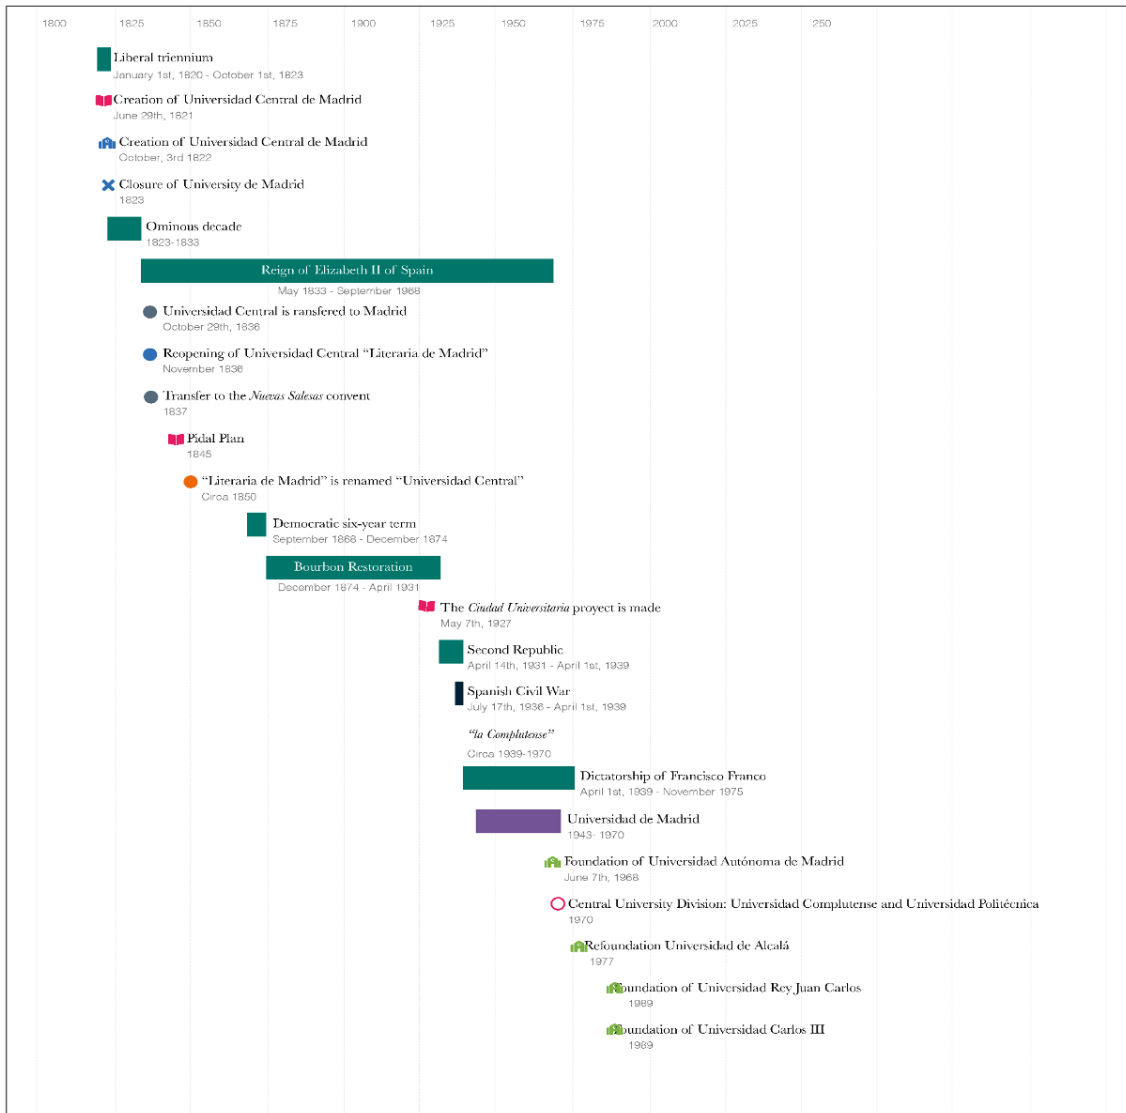 1800 1825 1850 1875 1900 1925 1950 1975 2000 2025 250
Liberal triennium
January 1st, 1820 - October 1st, 1823
Creation of Universidad Central de Madrid
June 29th, 1821
Creation of Universidad Central de Madrid
October, 3rd 1822
Closure of University de Madrid
1823
Ominous decade
1823-1833
Reign of Elizabeth II of Spain
May 1833 - September 1968
Universidad Central is ransfered to Madrid
October 29th, 1836
Reopening of Universidad Central “Literaria de Madrid”
November 1836
Transfer to the Nuevas Salesas convent
1837
Pidal Plan
1845
“Literaria de Madrid” is renamed “Universidad Central”
Circa 1850
Democratic six-year term
September 1868 - December 1874
Bourbon Restoration
December 1874 - April 1931
The Ciudad Universitaria proyect is made
May 7th, 1927
Second Republic
April 14th, 1931 - April 1st, 1939
Spanish Civil War
July 17th, 1936 - April 1st, 1939
“la Complutense”
Circa 1939-1970
Dictatorship of Francisco Franco
April 1st, 1939 - November 1975
Universidad de Madrid
1943- 1970
Foundation of Universidad Autónoma de Madrid
June 7th, 1968
Central University Division: Universidad Complutense and Universidad Politécnica
1970
Refoundation Universidad de Alcalá
1977
Foundation of Universidad Rey Juan Carlos
1989
Foundation of Universidad Carlos III
1989